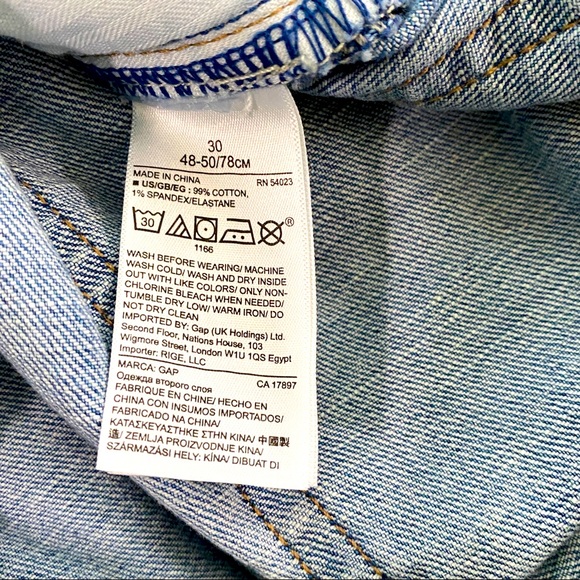 30
48-50/78CM
MADE IN CHINA RN 54023
■ US/GB/EG : 99% COTTON,
1% SPANDEX/ELASTANE
30 ®
1166
WASH BEFORE WEARING/ MACHINE
WASH COLD/ WASH AND DRY INSIDE
OUT WITH LIKE COLORS/ ONLY NON-
CHLORINE BLEACH WHEN NEEDED/
TUMBLE DRY LOW/ WARM IRON/ DO
NOT DRY CLEAN
IMPORTED BY: Gap (UK Holdings) Ltd.
Second Floor, Nations House, 103
Wigmore Street, London W1U 1QS Egypt
Importer: RIGE, LLC
MARCA: GAP CA 17897
Одежда второго слоя
FABRIQUE EN CHINE/ HECHO EN
CHINA CON INSUMOS IMPORTADOS/
FABRICADO NA CHINA/
ΚΑΤΑΣΚΕΥΑΣΤΗΚΕ ΣΤΗΝ ΚΙΝΑ/ 中國製
造/ ZEMLJA PROIZVODNJE KINA/
SZÁRMAZÁSI HELY: KÍNA/ DIBUAT DI